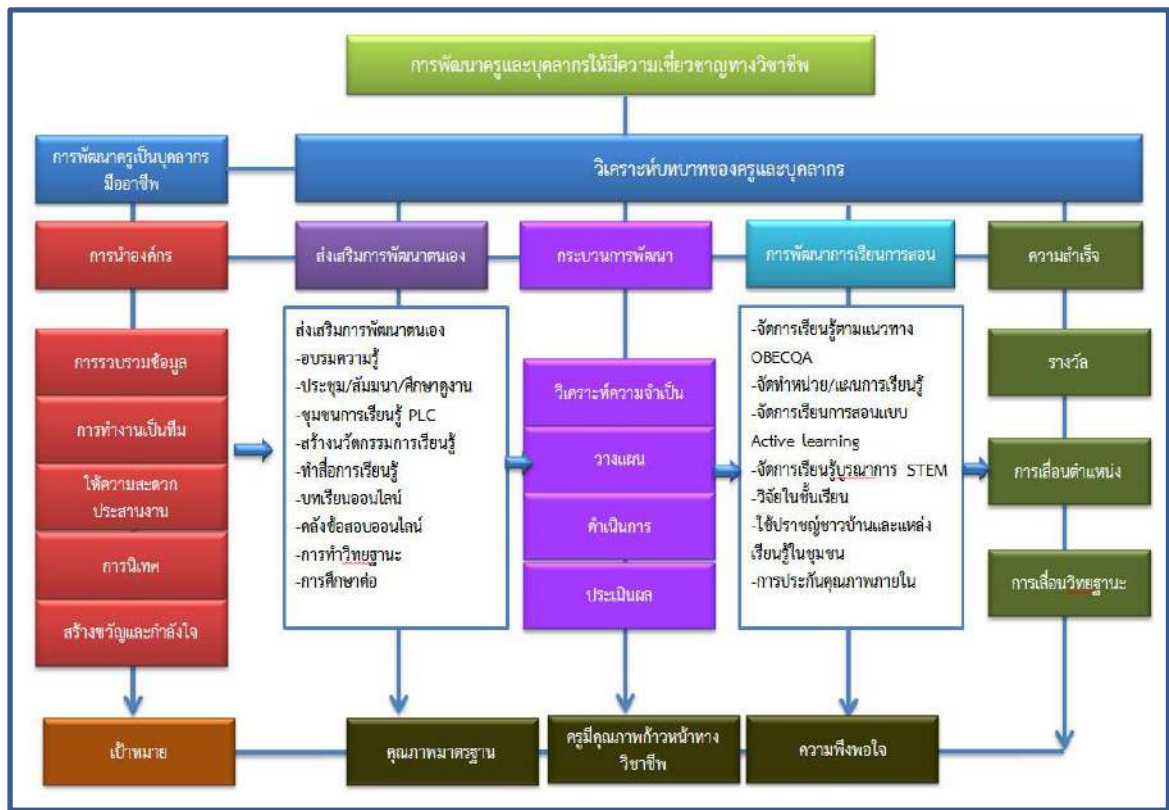 การพัฒนาครูและบุคลากรให้มีความเชี่ยวชาญทางวิชาชีพ
การพัฒนาครูเป็นบุคลากร
มืออาชีพ
วิเคราะห์บทบาทของครูและบุคลากร
การนำองค์กร
ส่งเสริมการพัฒนาตนเอง
กระบวนการพัฒนา
การพัฒนาการเรียนการสอน
ความสำเร็จ
การรวบรวมข้อมูล
การทำงานเป็นทีม
ให้ความสะดวก
ประสานงาน
การนิเทศ
สร้างขวัญและกำลังใจ
ส่งเสริมการพัฒนาตนเอง
-อบรมความรู้
-ประชุม/สัมมนา/ศึกษาดูงาน
-ชุมชนการเรียนรู้ PLC
-สร้างนวัตกรรมการเรียนรู้
-ทำสื่อการเรียนรู้
-บทเรียนออนไลน์
-คลังข้อสอบออนไลน์
-การทำวิทยฐานะ
-การศึกษาต่อ
วิเคราะห์ความจำเป็น
วางแผน
ดำเนินการ
ประเมินผล
-จัดการเรียนรู้ตามแนวทาง
OBECQA
-จัดทำหน่วย/แผนการเรียนรู้
-จัดการเรียนการสอนแบบ
Active learning
-จัดการเรียนรู้บูรณาการ STEM
-วิจัยในชั้นเรียน
-ใช้ปราชญ์ชาวบ้านและแหล่ง
เรียนรู้ในชุมชน
-การประกันคุณภาพภายใน
รางวัล
การเลื่อนตำแหน่ง
การเลื่อนวิทยฐานะ
เป้าหมาย
คุณภาพมาตรฐาน
ครูมีคุณภาพก้าวหน้าทาง
วิชาชีพ
ความพึงพอใจ